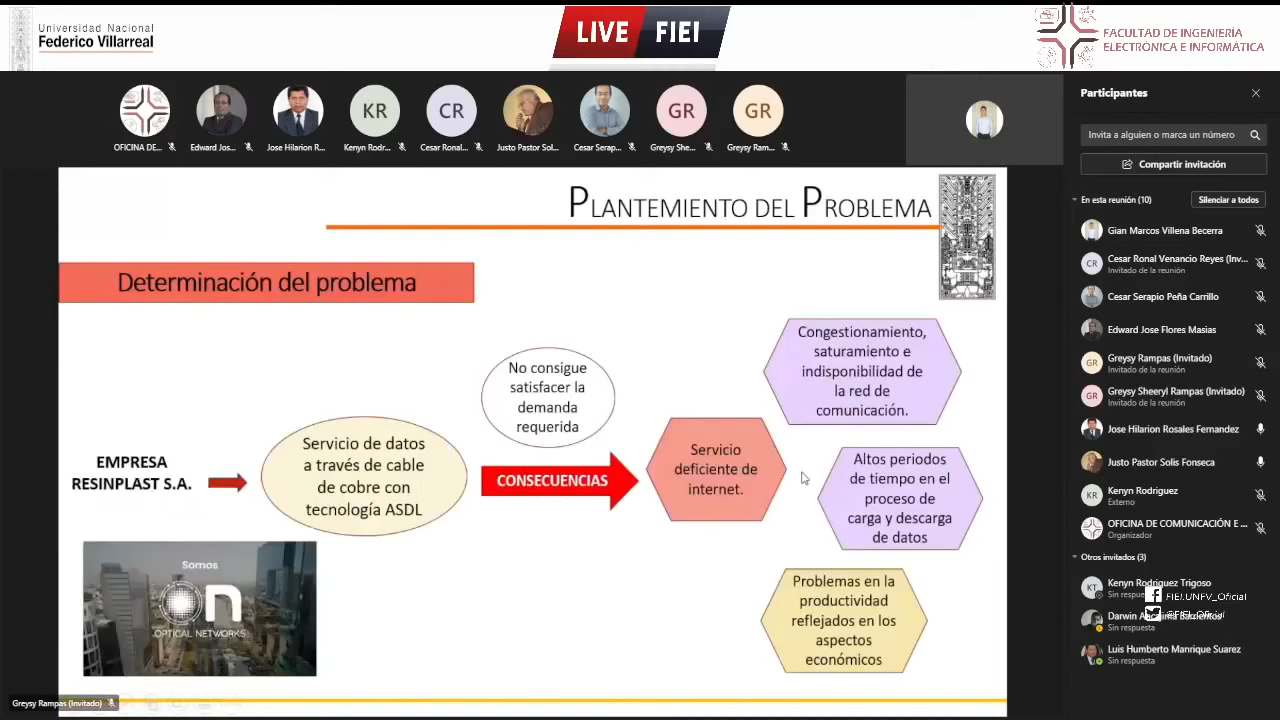 Universidad Nacional
Federico Villarreal
LIVE FIEI
FACULTAD DE INGENIERÍA
ELECTRÓNICA E INFORMÁTICA
KR
CR
GR
GR
OFICINA DE...
Edward Jos...
Jose Hilarion R...
Kenyn Rodr...
Cesar Ronal...
Justo Pastor Sol...
Cesar Serap...
Greysy She...
Greysy Ram...
PLANTEMIENTO DEL PROBLEMA
Determinación del problema
EMPRESA
RESINPLAST S.A.
Servicio de datos
a través de cable
de cobre con
tecnología ASDL
No consigue
satisfacer la
demanda
requerida
CONSECUENCIAS
Servicio
deficiente de
internet.
Congestionamiento,
saturamiento e
indisponibilidad de
la red de
comunicación.
Altos periodos
de tiempo en el
proceso de
carga y descarga
de datos
Problemas en la
productividad
reflejados en los
aspectos
económicos
Somos
on
OPTICAL NETWORKS
Greysy Rampas (Invitado)
Participantes
Invita a alguien o marca un número
Compartir invitación
En esta reunión (10)
Silenciar a todos
Gian Marcos Villena Becerra
CR
Cesar Ronal Venancio Reyes (Inv...
Invitado de la reunión
Cesar Serapio Peña Carrillo
Edward Jose Flores Masias
GR
Greysy Rampas (Invitado)
Invitado de la reunión
GR
Greysy Sheeryl Rampas (Invitado)
Invitado de la reunión
Jose Hilarion Rosales Fernandez
Justo Pastor Solis Fonseca
KR
Kenyn Rodriguez
Externo
OFICINA DE COMUNICACIÓN E ...
Organizador
Otros invitados (3)
KT
Kenyn Rodriguez Trigoso
Sin respuesta
FIEI.UNFV_Oficial
Darwin
Sin respuesta
Luis Humberto Manrique Suarez
Sin respuesta